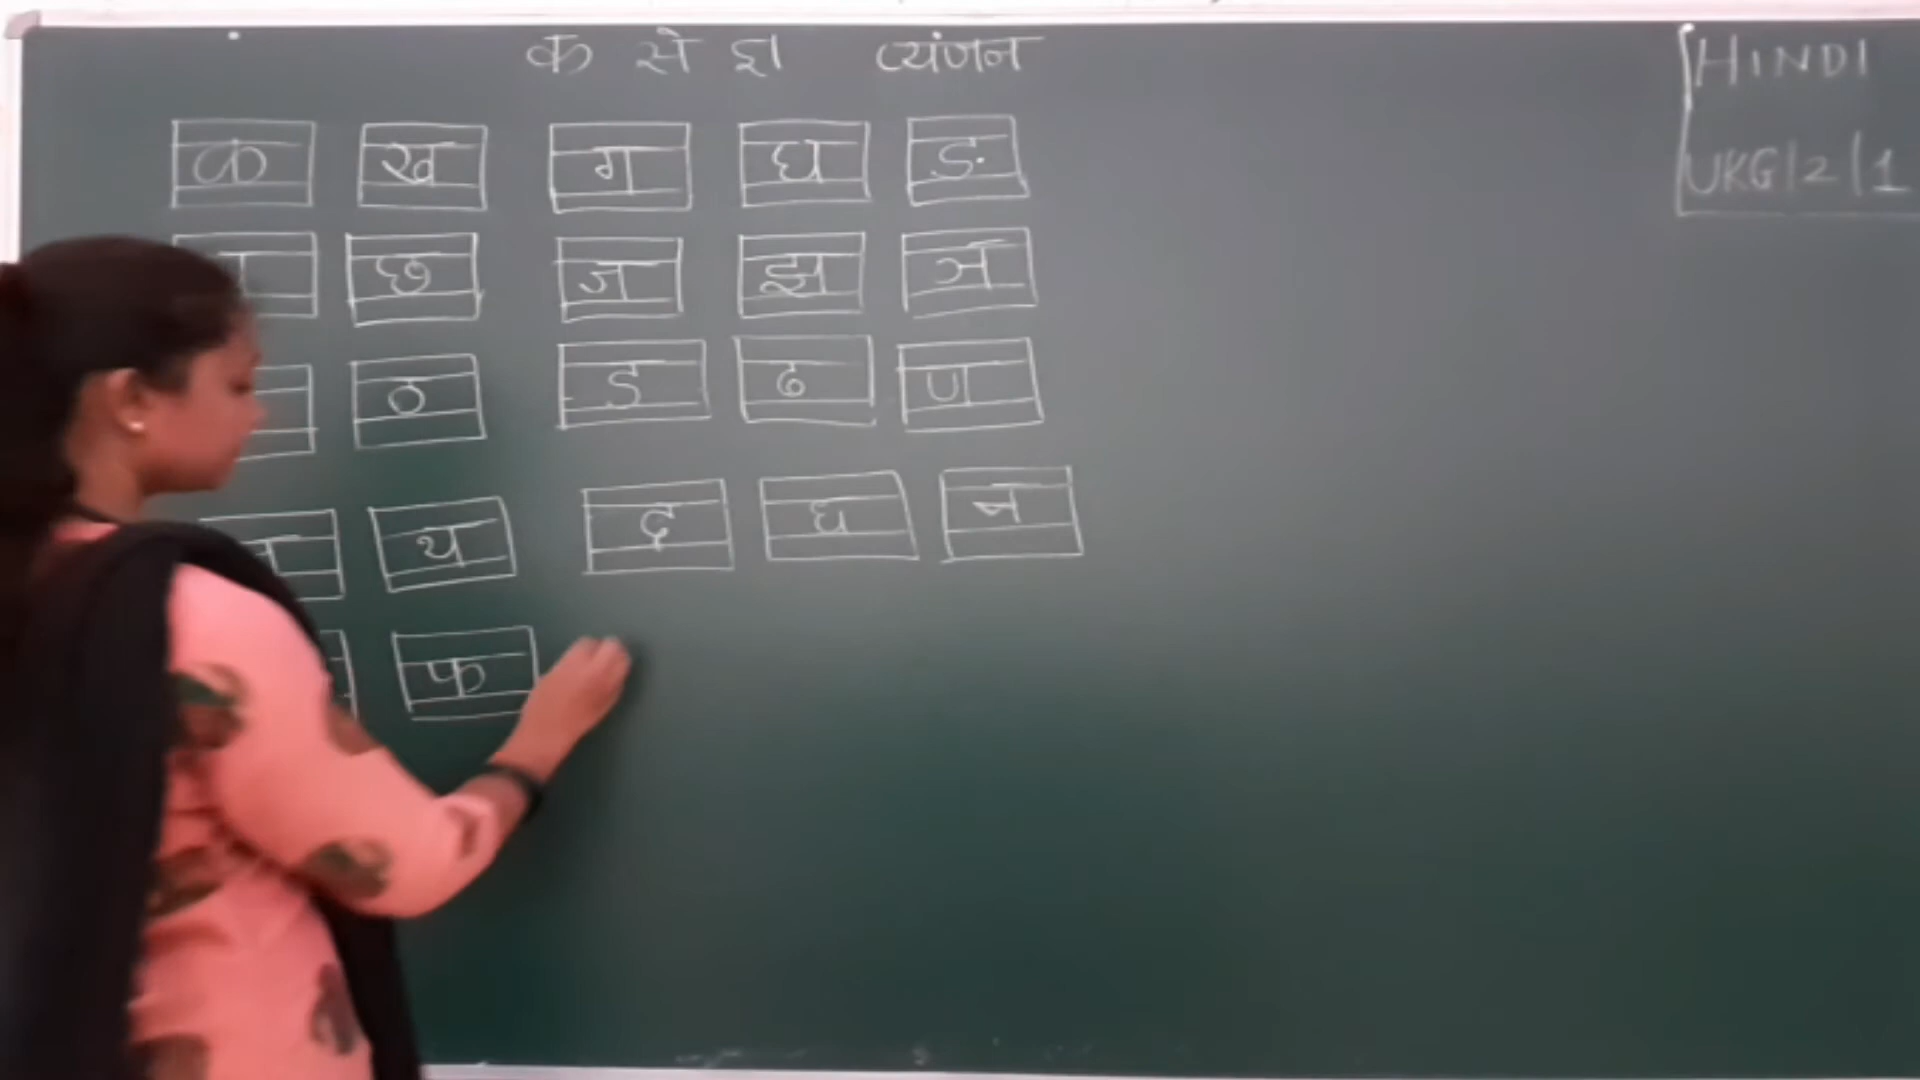 क से ज्ञ व्यंजन
HINDI
UKG/2/1
क ख ग घ ङ
छ ज झ ञ
ठ ड ढ ण
थ द ध न
फ